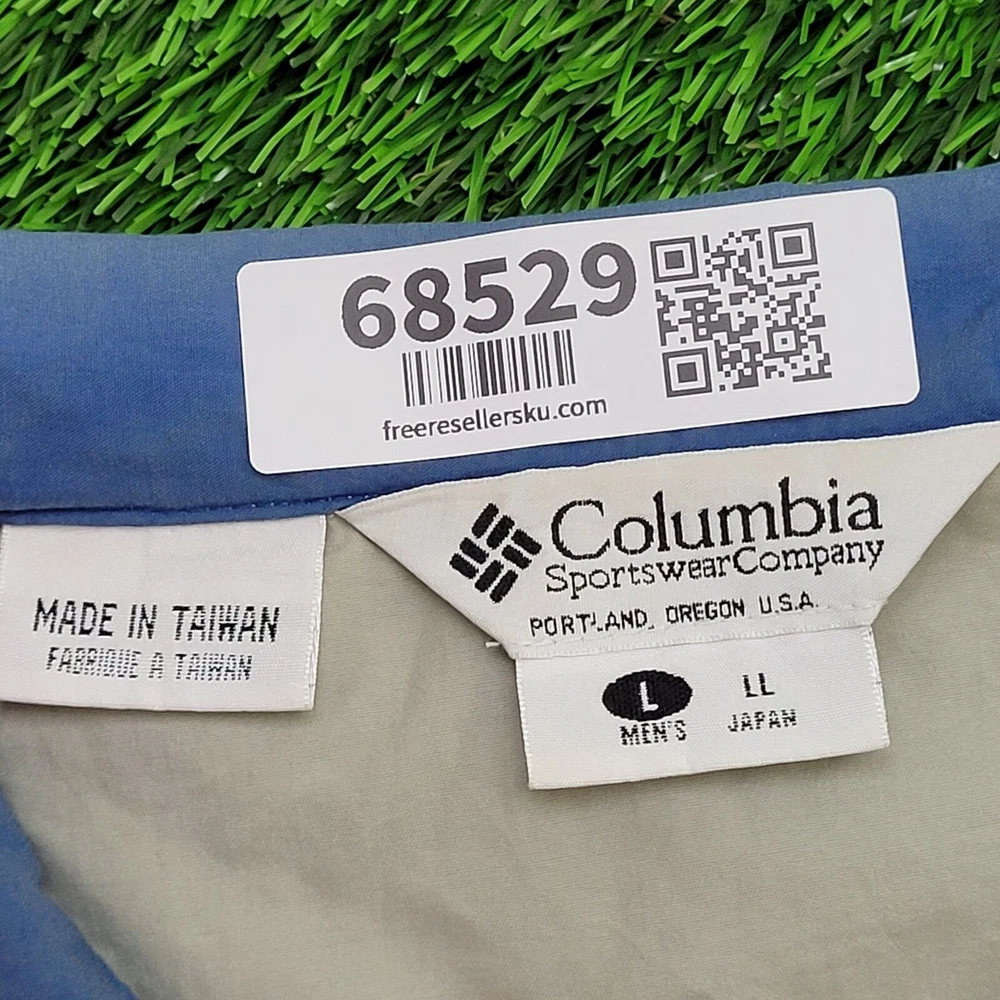 68529
freeresellersku.com
Columbia
SportswearCompany
PORTLAND, OREGON U.S.A.
MADE IN TAIWAN
FABRIQUE A TAIWAN
L LL
MEN'S JAPAN